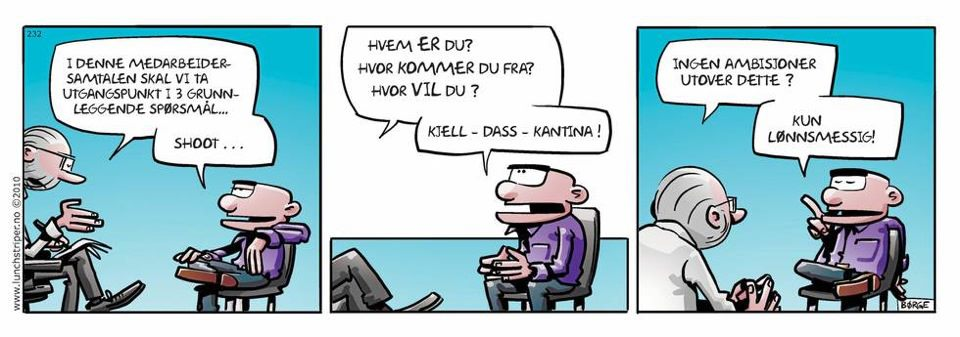 232
I DENNE MEDARBEIDER-
SAMTALEN SKAL VI TA
UTGANGSPUNKT I 3 GRUNN-
LEGGENDE SPØRSMÅL...
SHOOT...
www.lunchstriper.no ©2010
HVEM ER DU?
HVOR KOMMER DU FRA?
HVOR VIL DU?
KJELL - DASS - KANTINA!
INGEN AMBISJONER
UTOVER DETTE?
KUN
LØNNSMESSIG!
BØRGE